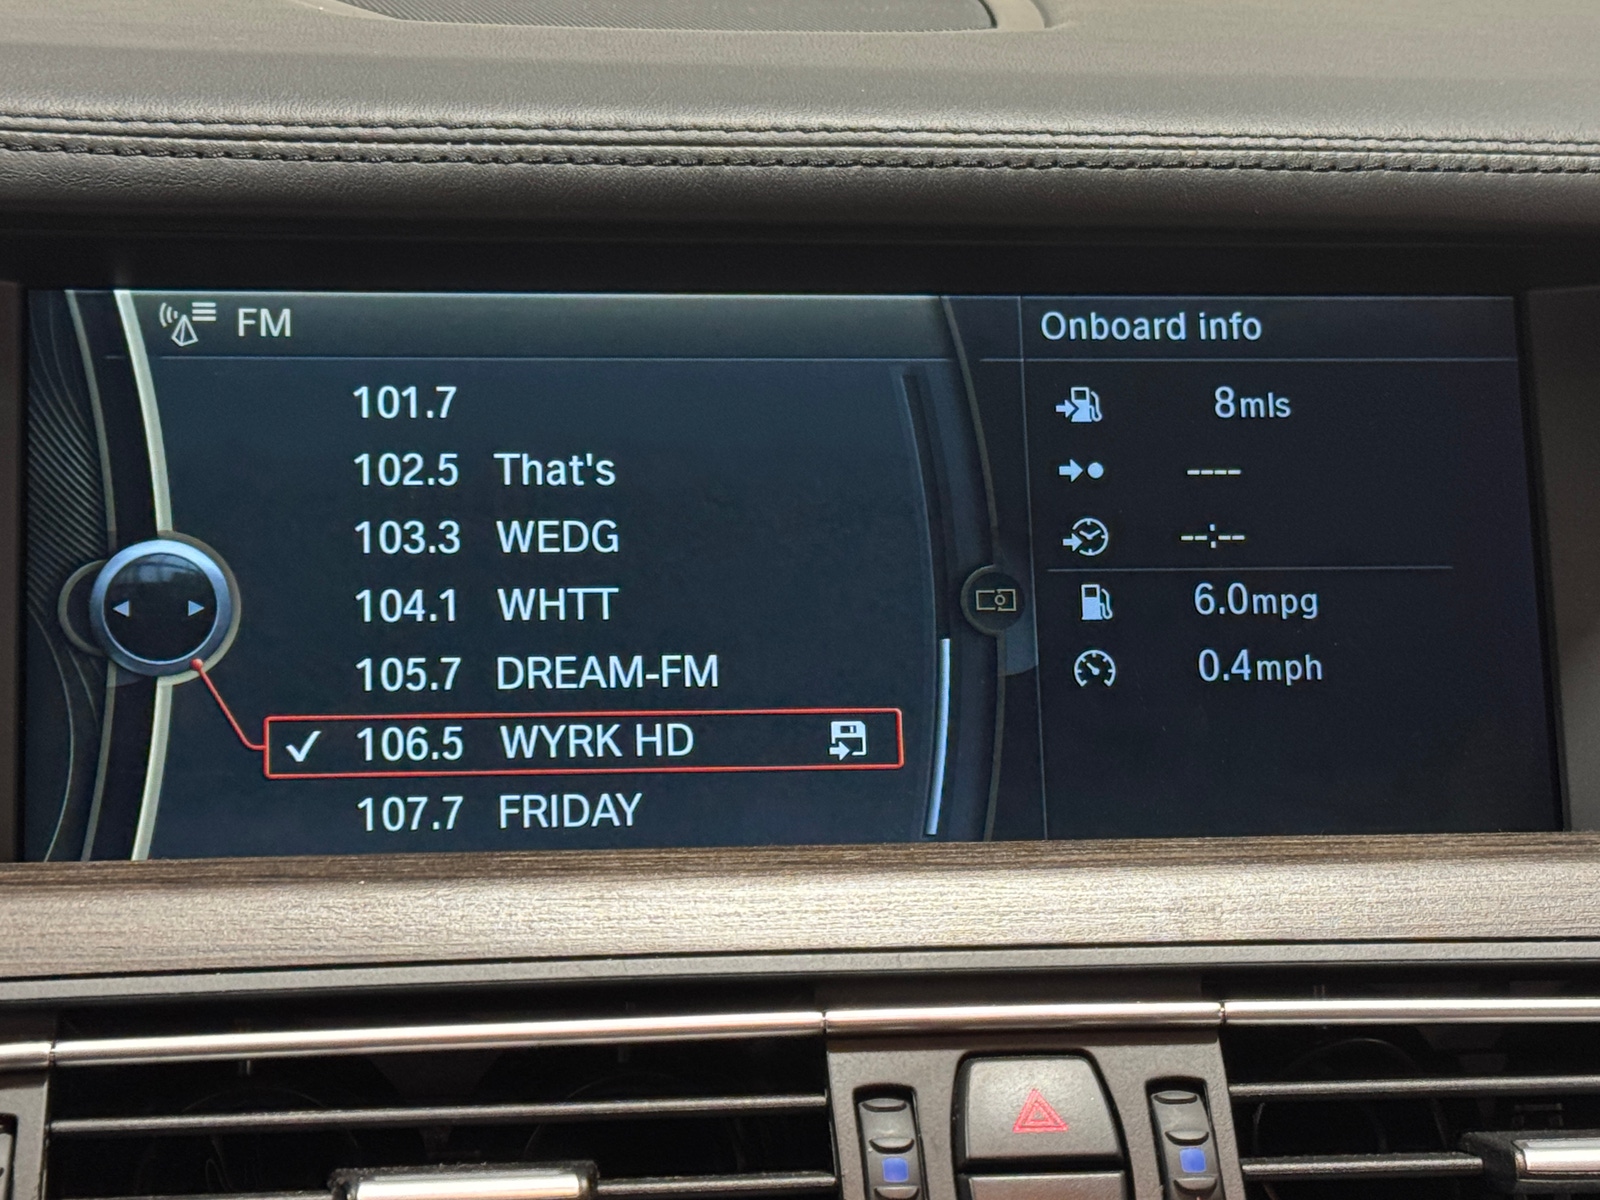 FM
101.7
102.5 That's
103.3 WEDG
104.1 WHTT
105.7 DREAM-FM
106.5 WYRK HD
107.7 FRIDAY
Onboard info
8mls
----
--:--
6.0mpg
0.4mph